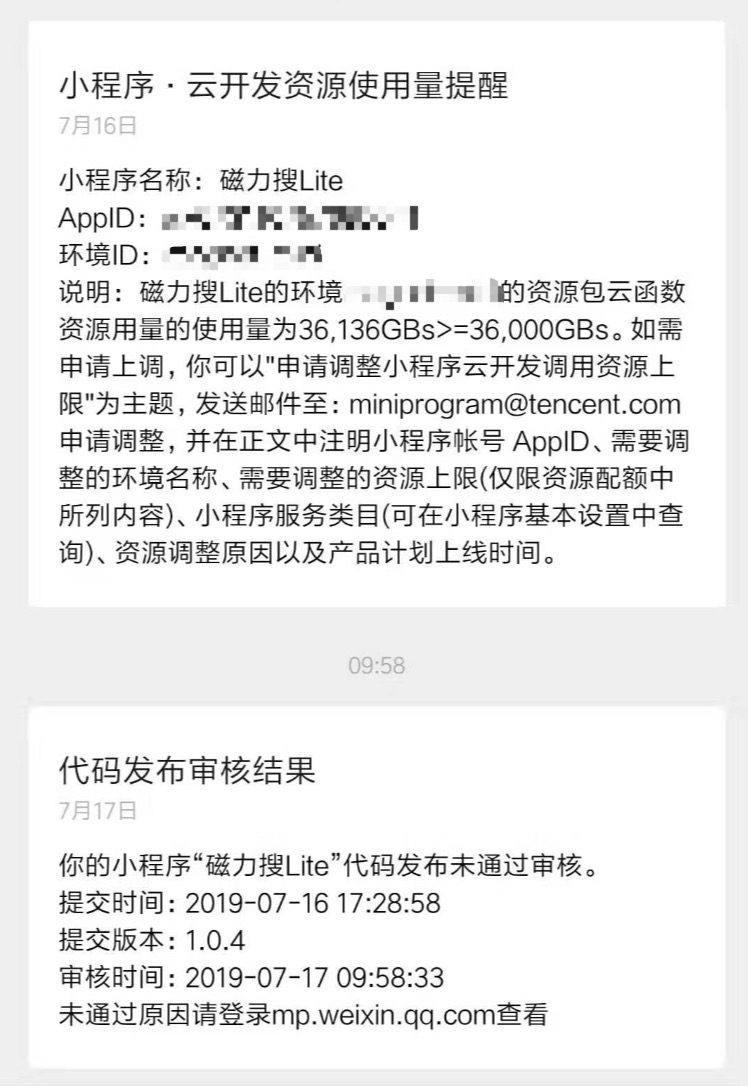 小程序·云开发资源使用量提醒
7月16日
小程序名称：磁力搜Lite
AppID：
环境ID：
说明：磁力搜Lite的环境的资源包云函数
资源用量的使用量为36,136GBs>=36,000GBs。如需
申请上调，你可以"申请调整小程序云开发调用资源上
限"为主题，发送邮件至：miniprogram@tencent.com
申请调整，并在正文中注明小程序帐号 AppID、需要调
整的环境名称、需要调整的资源上限(仅限资源配额中
所列内容)、小程序服务类目(可在小程序基本设置中查
询)、资源调整原因以及产品计划上线时间。
09:58
代码发布审核结果
7月17日
你的小程序“磁力搜Lite”代码发布未通过审核。
提交时间：2019-07-16 17:28:58
提交版本：1.0.4
审核时间：2019-07-17 09:58:33
未通过原因请登录mp.weixin.qq.com查看